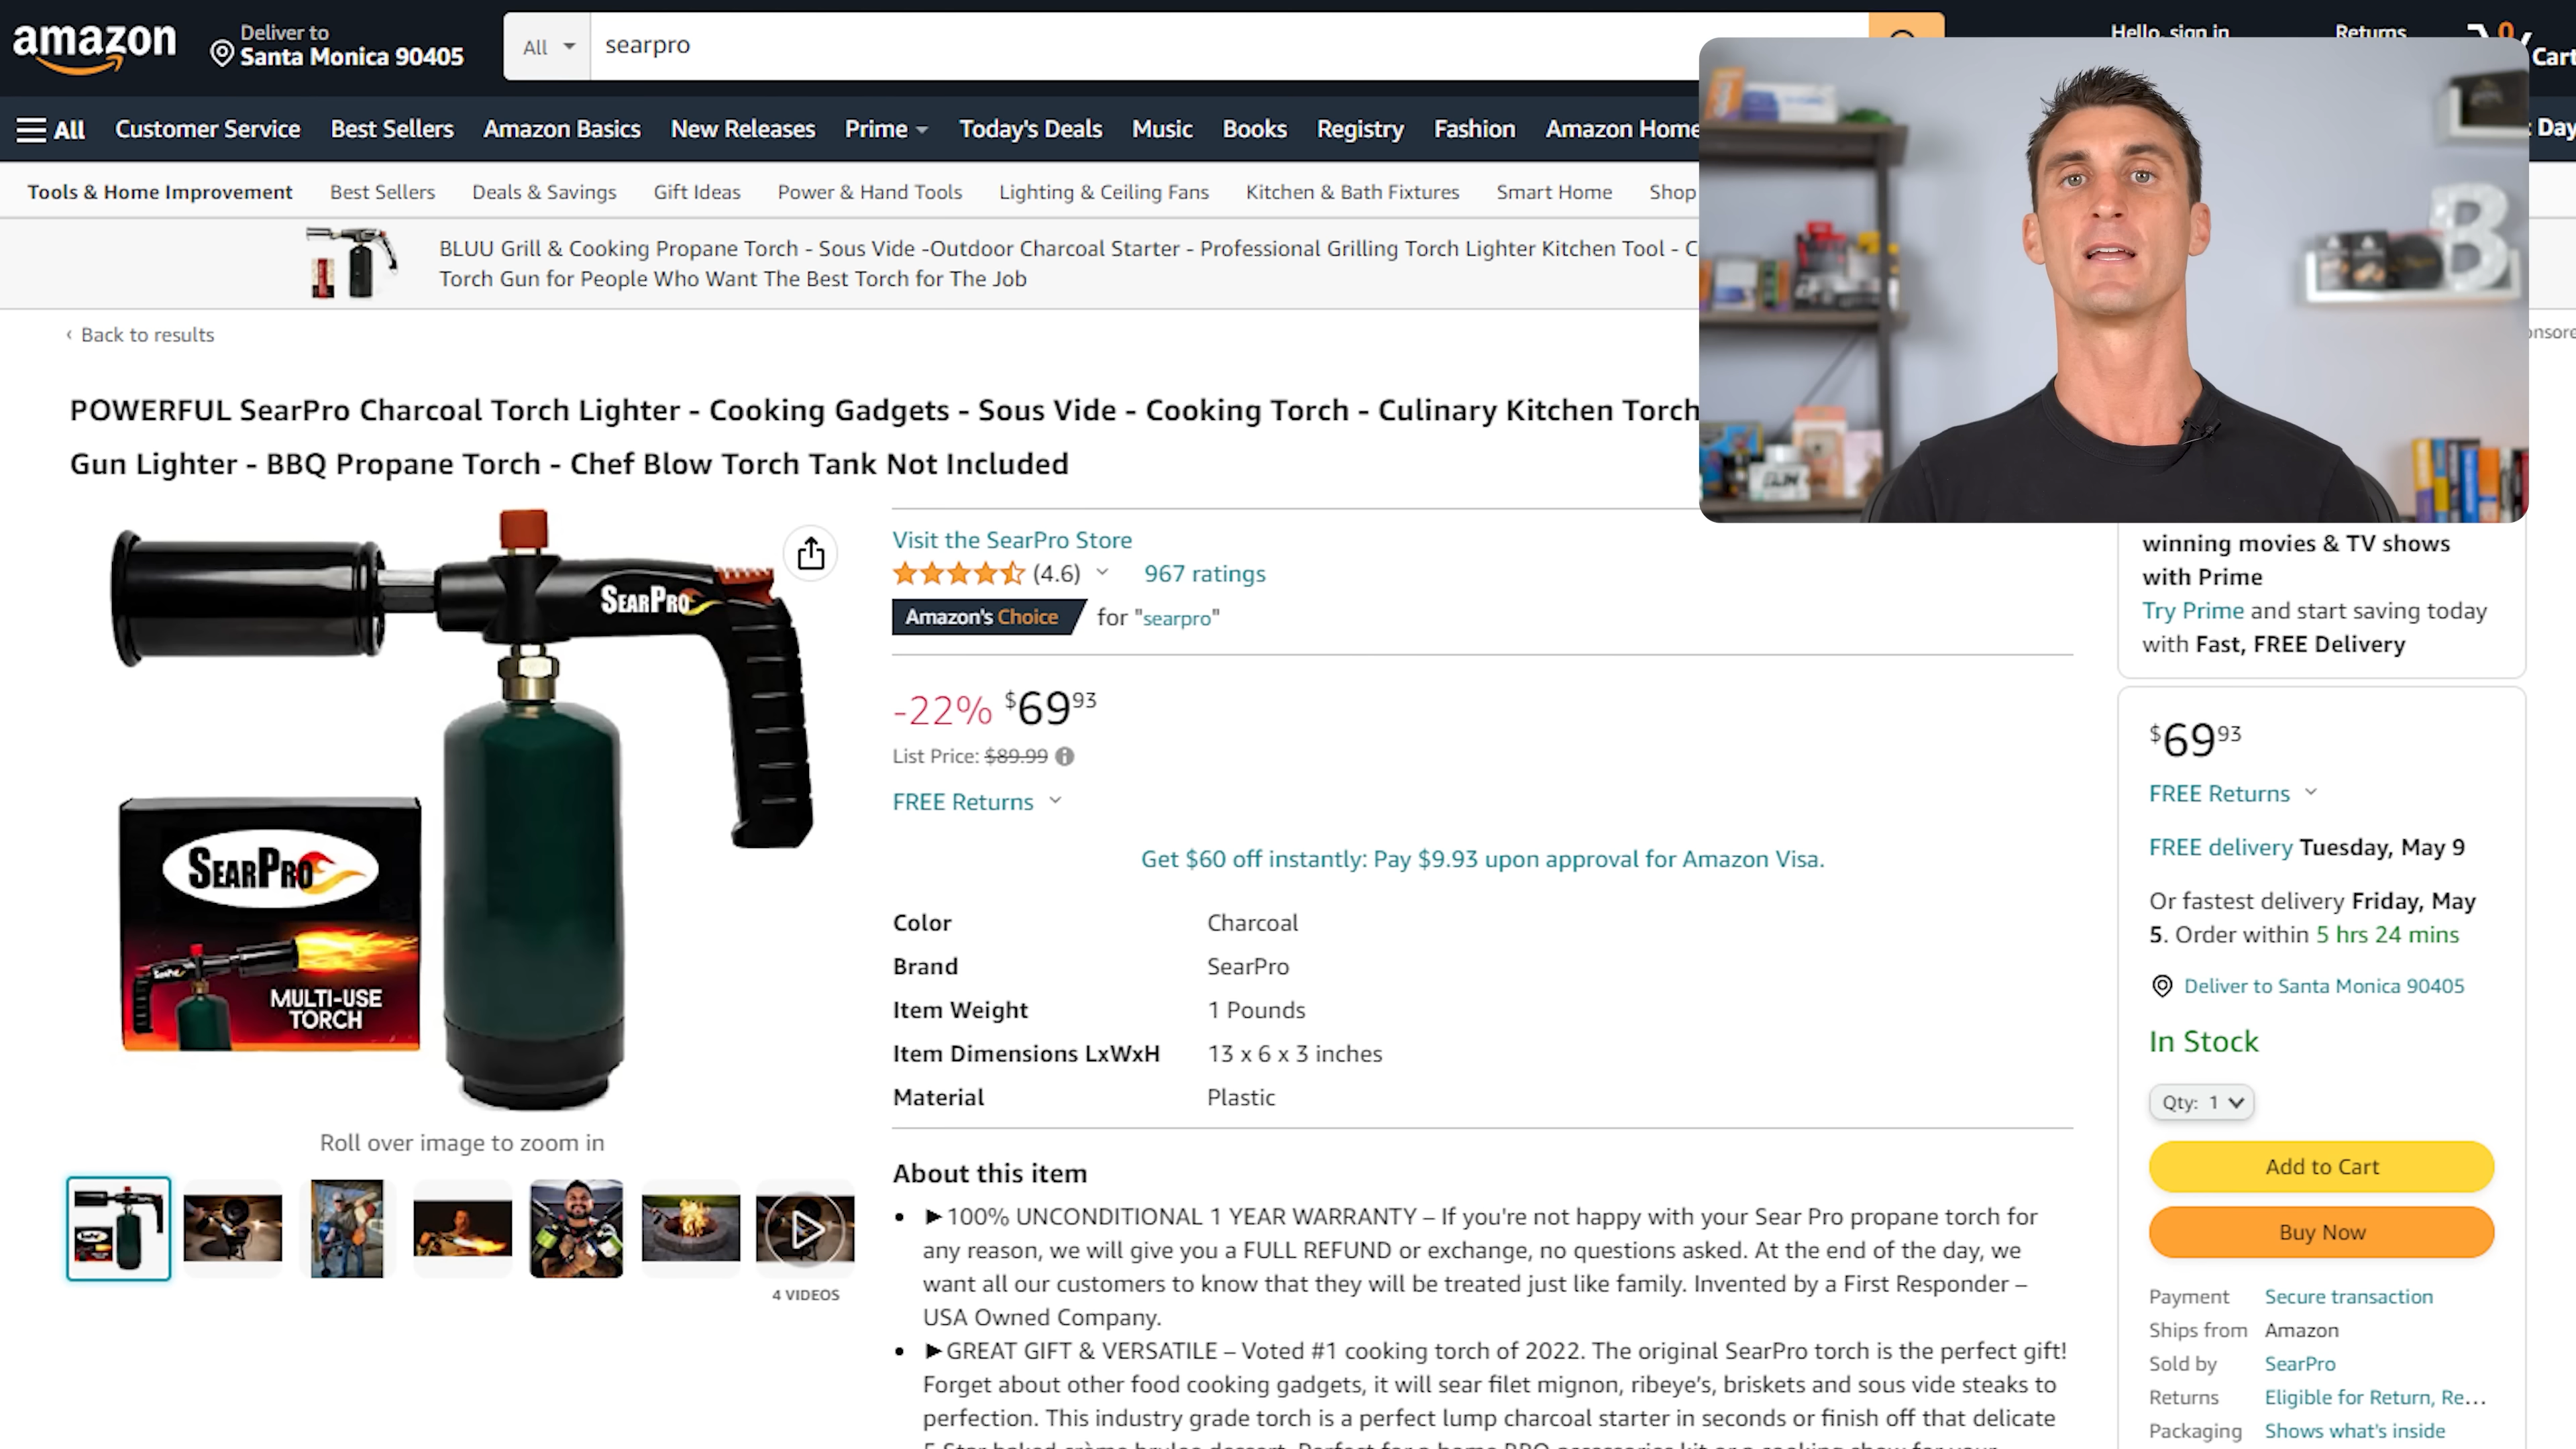 amazon
Deliver to
Santa Monica 90405
All
searpro
Hello, sign in
Returns
0
Cart
All
Customer Service
Best Sellers
Amazon Basics
New Releases
Prime
Today's Deals
Music
Books
Registry
Fashion
Amazon Home
Day
Tools & Home Improvement
Best Sellers
Deals & Savings
Gift Ideas
Power & Hand Tools
Lighting & Ceiling Fans
Kitchen & Bath Fixtures
Smart Home
Shop
BLUU Grill & Cooking Propane Torch - Sous Vide -Outdoor Charcoal Starter - Professional Grilling Torch Lighter Kitchen Tool - C
Torch Gun for People Who Want The Best Torch for The Job
‹ Back to results
B
POWERFUL SearPro Charcoal Torch Lighter - Cooking Gadgets - Sous Vide - Cooking Torch - Culinary Kitchen Torch
Gun Lighter - BBQ Propane Torch - Chef Blow Torch Tank Not Included
SEARPRO
SEARPRO
MULTI-USE
TORCH
Roll over image to zoom in
4 VIDEOS
Visit the SearPro Store
(4.6)
967 ratings
Amazon's Choice
for "searpro"
-22% $69 93
List Price: $89.99
FREE Returns
Get $60 off instantly: Pay $9.93 upon approval for Amazon Visa.
Color Charcoal
Brand SearPro
Item Weight 1 Pounds
Item Dimensions LxWxH 13 x 6 x 3 inches
Material Plastic
About this item
• ►100% UNCONDITIONAL 1 YEAR WARRANTY – If you're not happy with your Sear Pro propane torch for
any reason, we will give you a FULL REFUND or exchange, no questions asked. At the end of the day, we
want all our customers to know that they will be treated just like family. Invented by a First Responder –
USA Owned Company.
• ►GREAT GIFT & VERSATILE – Voted #1 cooking torch of 2022. The original SearPro torch is the perfect gift!
Forget about other food cooking gadgets, it will sear filet mignon, ribeye's, briskets and sous vide steaks to
perfection. This industry grade torch is a perfect lump charcoal starter in seconds or finish off that delicate
winning movies & TV shows
with Prime
Try Prime and start saving today
with Fast, FREE Delivery
$69 93
FREE Returns
FREE delivery Tuesday, May 9
Or fastest delivery Friday, May
5. Order within 5 hrs 24 mins
Deliver to Santa Monica 90405
In Stock
Qty: 1
Add to Cart
Buy Now
Payment Secure transaction
Ships from Amazon
Sold by SearPro
Returns Eligible for Return, Re...
Packaging Shows what's inside